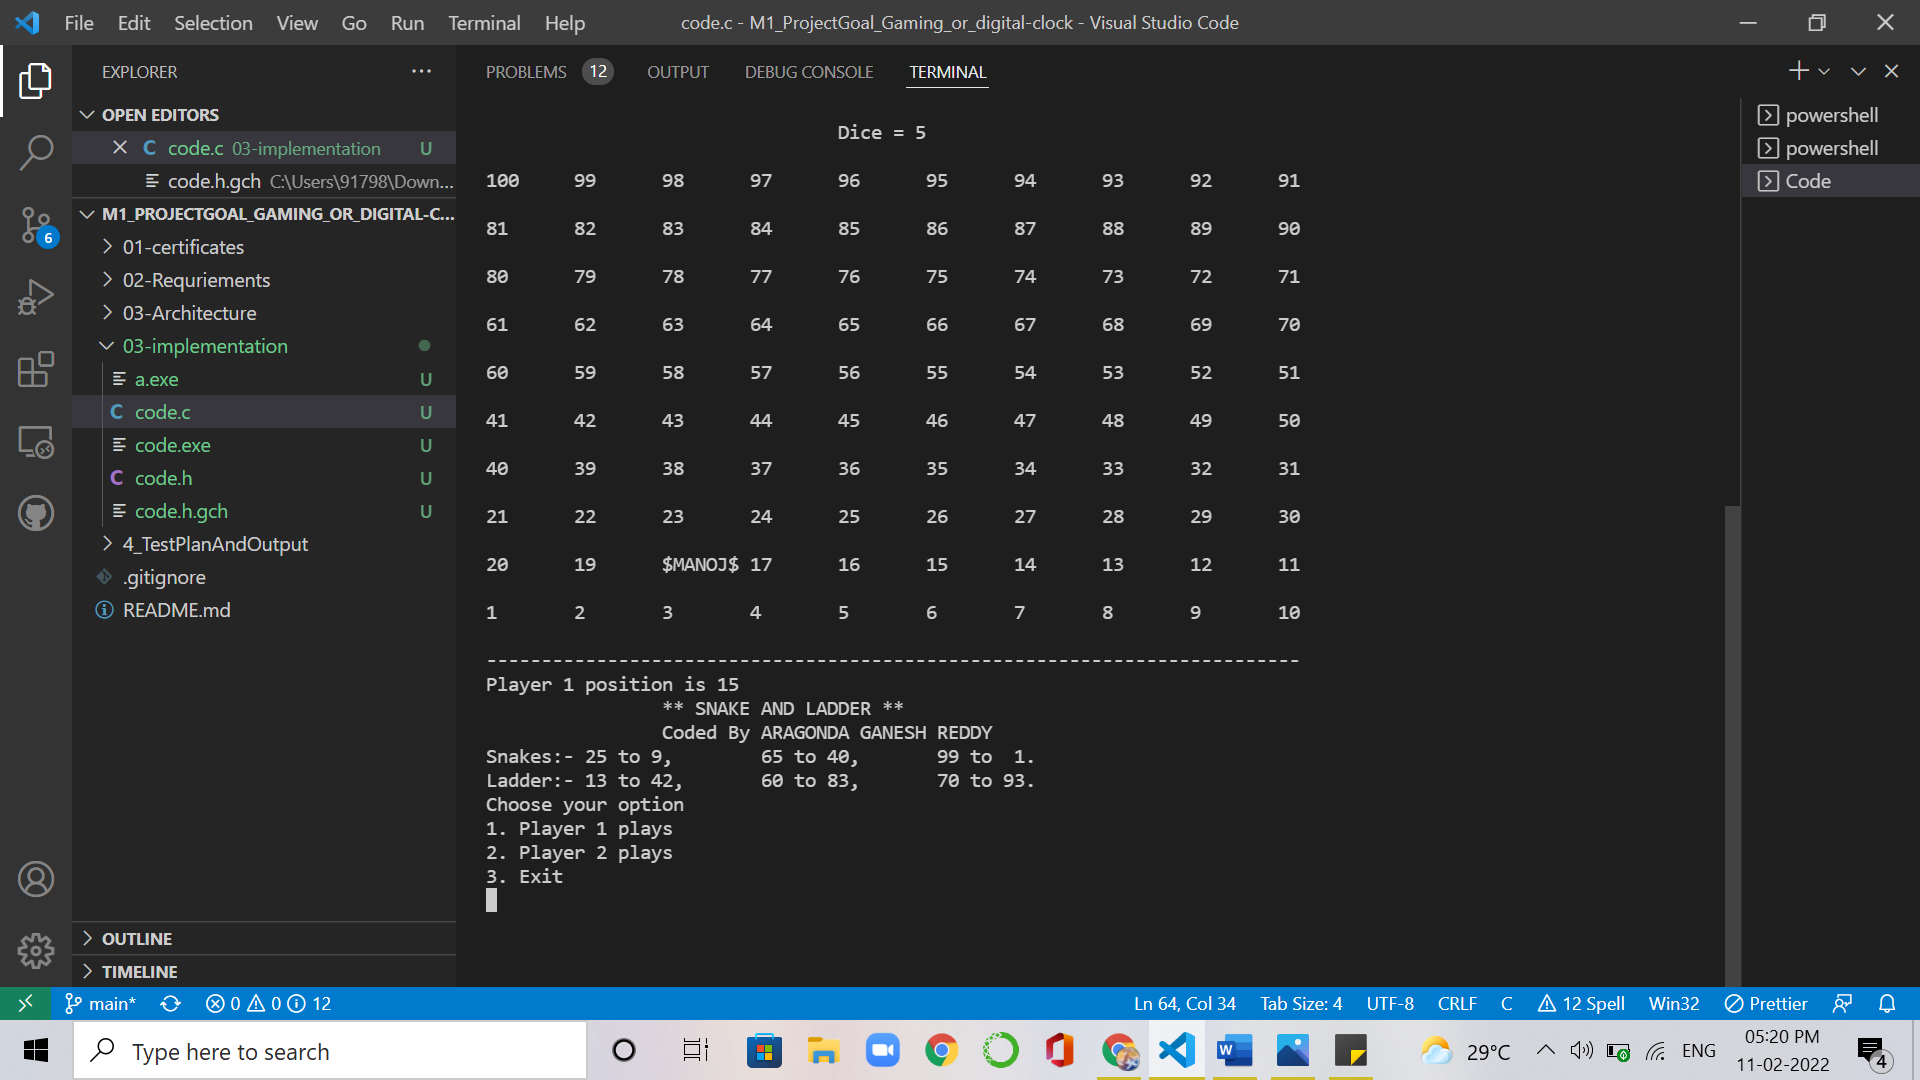 File Edit Selection View Go Run Terminal Help code.c - M1_ProjectGoal_Gaming_or_digital-clock - Visual Studio Code
EXPLORER ...
OPEN EDITORS
code.c 03-implementation U
code.h.gch C:\Users\91798\Down...
M1_PROJECTGOAL_GAMING_OR_DIGITAL-C...
01-certificates
02-Requriements
03-Architecture
03-implementation
a.exe U
code.c U
code.exe U
code.h U
code.h.gch U
4_TestPlanAndOutput
.gitignore
README.md
OUTLINE
TIMELINE
6
PROBLEMS 12 OUTPUT DEBUG CONSOLE TERMINAL
Dice = 5
100 99 98 97 96 95 94 93 92 91
81 82 83 84 85 86 87 88 89 90
80 79 78 77 76 75 74 73 72 71
61 62 63 64 65 66 67 68 69 70
60 59 58 57 56 55 54 53 52 51
41 42 43 44 45 46 47 48 49 50
40 39 38 37 36 35 34 33 32 31
21 22 23 24 25 26 27 28 29 30
20 19 $MANOJ$ 17 16 15 14 13 12 11
1 2 3 4 5 6 7 8 9 10
--------------------------------------------------------------------------
Player 1 position is 15
** SNAKE AND LADDER **
Coded By ARAGONDA GANESH REDDY
Snakes:- 25 to 9, 65 to 40, 99 to 1.
Ladder:- 13 to 42, 60 to 83, 70 to 93.
Choose your option
1. Player 1 plays
2. Player 2 plays
3. Exit
powershell
powershell
Code
main* 0 0 12 Ln 64, Col 34 Tab Size: 4 UTF-8 CRLF C 12 Spell Win32 Prettier
Type here to search 29°C ENG 05:20 PM
11-02-2022
4